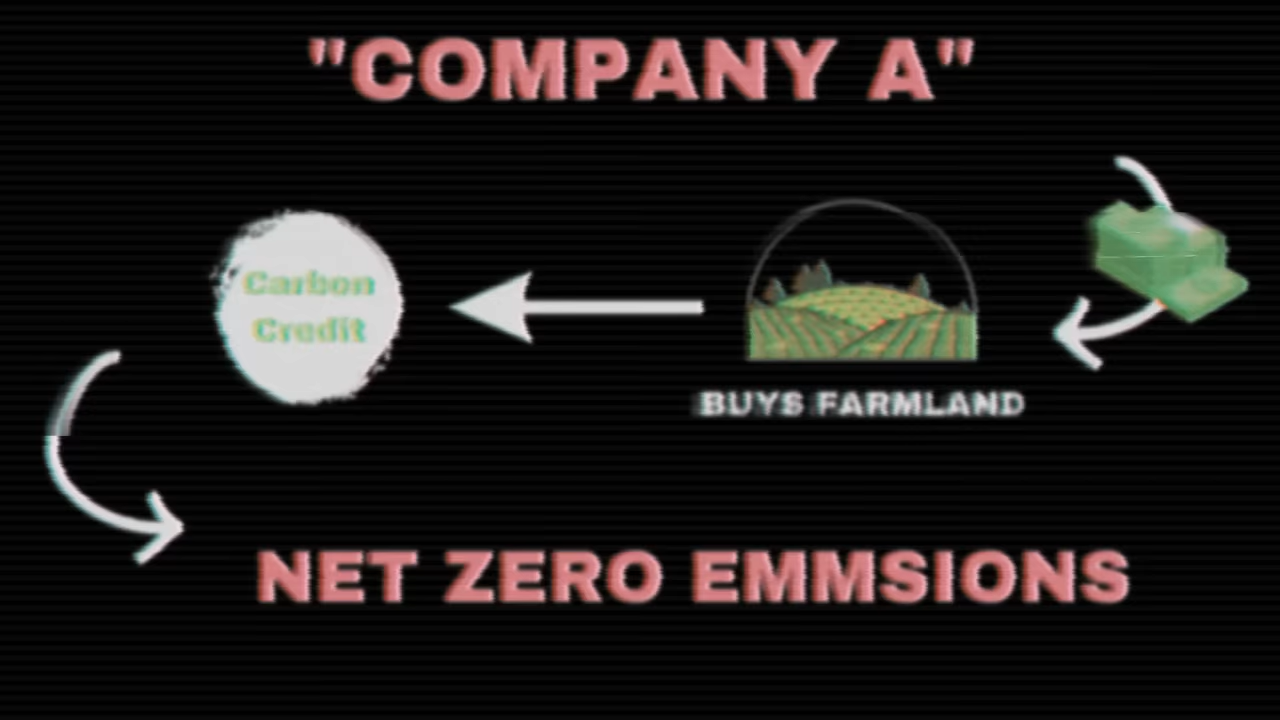 "COMPANY A"
Carbon
Credit
BUYS FARMLAND
NET ZERO EMMSIONS